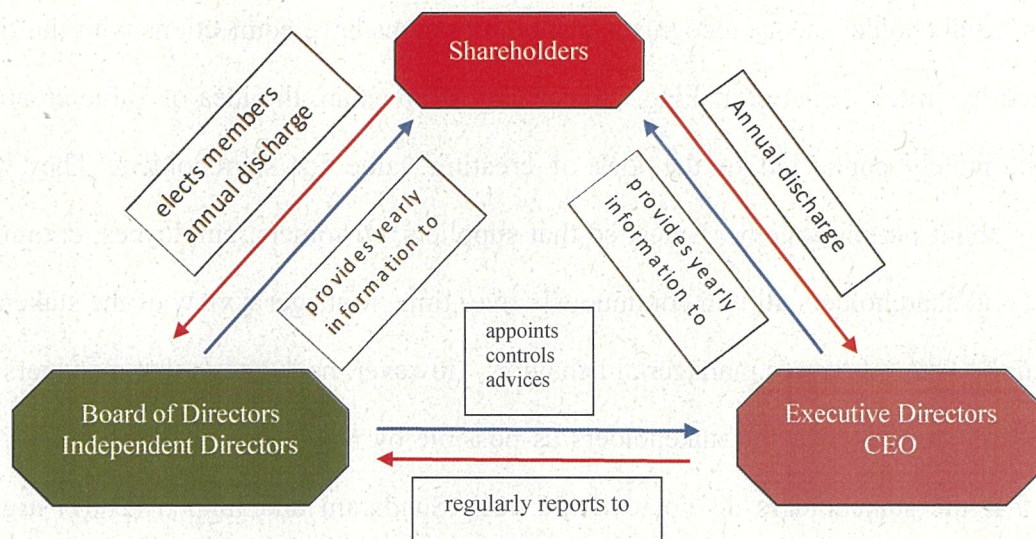 Shareholders
elects members
annual discharge
provides yearly
information to
provides yearly
information to
Annual discharge
appoints
controls
advices
Board of Directors
Independent Directors
Executive Directors
CEO
regularly reports to